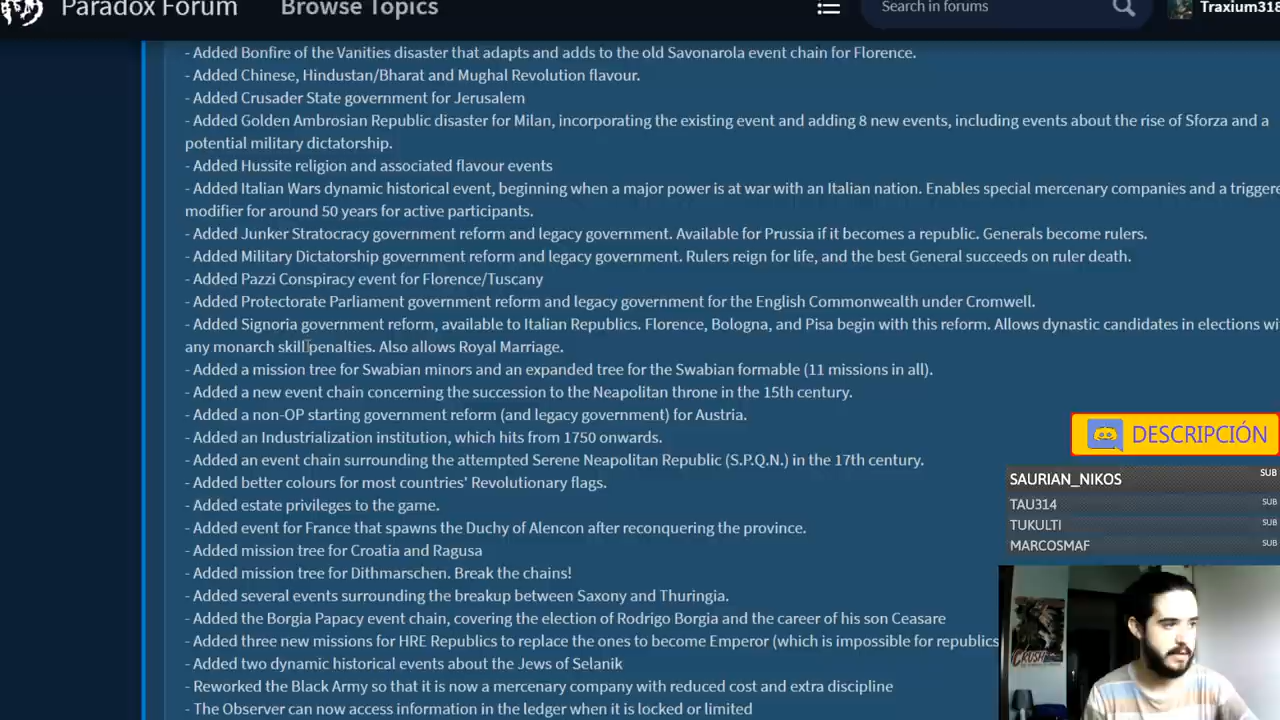 Paradox Forum
Browse Topics
Search in forums
Traxium318
- Added Bonfire of the Vanities disaster that adapts and adds to the old Savonarola event chain for Florence.
- Added Chinese, Hindustan/Bharat and Mughal Revolution flavour.
- Added Crusader State government for Jerusalem
- Added Golden Ambrosian Republic disaster for Milan, incorporating the existing event and adding 8 new events, including events about the rise of Sforza and a
potential military dictatorship.
- Added Hussite religion and associated flavour events
- Added Italian Wars dynamic historical event, beginning when a major power is at war with an Italian nation. Enables special mercenary companies and a triggere
modifier for around 50 years for active participants.
- Added Junker Stratocracy government reform and legacy government. Available for Prussia if it becomes a republic. Generals become rulers.
- Added Military Dictatorship government reform and legacy government. Rulers reign for life, and the best General succeeds on ruler death.
- Added Pazzi Conspiracy event for Florence/Tuscany
- Added Protectorate Parliament government reform and legacy government for the English Commonwealth under Cromwell.
- Added Signoria government reform, available to Italian Republics. Florence, Bologna, and Pisa begin with this reform. Allows dynastic candidates in elections wi
any monarch skill penalties. Also allows Royal Marriage.
- Added a mission tree for Swabian minors and an expanded tree for the Swabian formable (11 missions in all).
- Added a new event chain concerning the succession to the Neapolitan throne in the 15th century.
- Added a non-OP starting government reform (and legacy government) for Austria.
- Added an Industrialization institution, which hits from 1750 onwards.
- Added an event chain surrounding the attempted Serene Neapolitan Republic (S.P.Q.N.) in the 17th century.
- Added better colours for most countries' Revolutionary flags.
- Added estate privileges to the game.
- Added event for France that spawns the Duchy of Alencon after reconquering the province.
- Added mission tree for Croatia and Ragusa
- Added mission tree for Dithmarschen. Break the chains!
- Added several events surrounding the breakup between Saxony and Thuringia.
- Added the Borgia Papacy event chain, covering the election of Rodrigo Borgia and the career of his son Ceasare
- Added three new missions for HRE Republics to replace the ones to become Emperor (which is impossible for republics
- Added two dynamic historical events about the Jews of Selanik
- Reworked the Black Army so that it is now a mercenary company with reduced cost and extra discipline
- The Observer can now access information in the ledger when it is locked or limited
DESCRIPCIÓN
SAURIAN_NIKOS SUB
TAU314 SUB
TUKULTI SUB
MARCOSMAF SUB